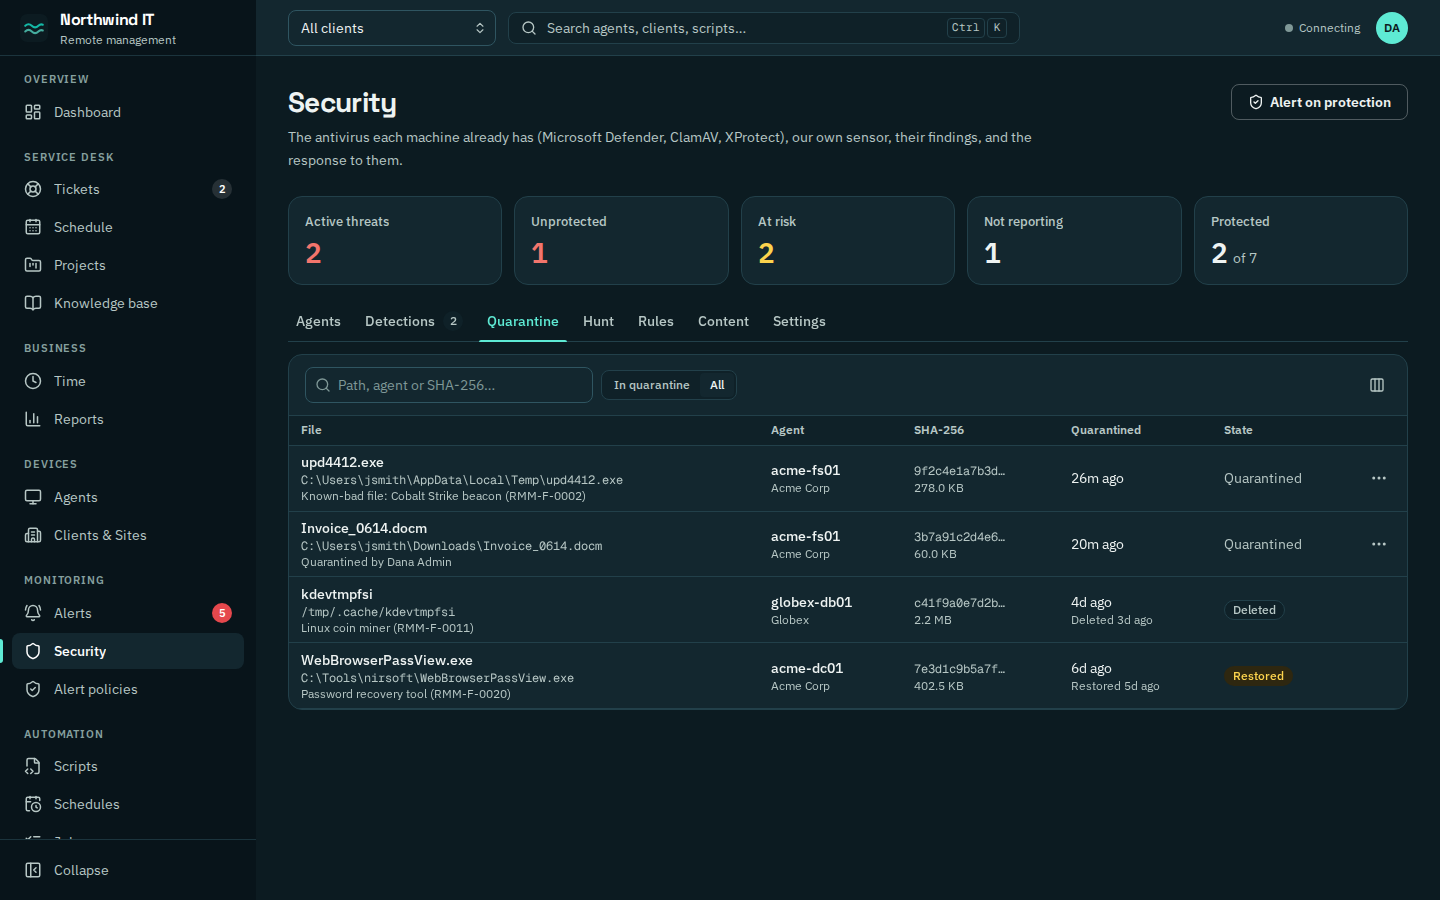 Northwind IT
Remote management
All clients
Search agents, clients, scripts...
Ctrl K
Connecting
DA
OVERVIEW
Dashboard
SERVICE DESK
Tickets 2
Schedule
Projects
Knowledge base
BUSINESS
Time
Reports
DEVICES
Agents
Clients & Sites
MONITORING
Alerts 5
Security
Alert policies
AUTOMATION
Scripts
Schedules
Collapse
Security
Alert on protection
The antivirus each machine already has (Microsoft Defender, ClamAV, XProtect), our own sensor, their findings, and the
response to them.
Active threats
2
Unprotected
1
At risk
2
Not reporting
1
Protected
2 of 7
Agents Detections 2 Quarantine Hunt Rules Content Settings
Path, agent or SHA-256...
In quarantine All
File Agent SHA-256 Quarantined State
upd4412.exe
C:\Users\jsmith\AppData\Local\Temp\upd4412.exe
Known-bad file: Cobalt Strike beacon (RMM-F-0002)
acme-fs01
Acme Corp
9f2c4e1a7b3d…
278.0 KB
26m ago
Quarantined
Invoice_0614.docm
C:\Users\jsmith\Downloads\Invoice_0614.docm
Quarantined by Dana Admin
acme-fs01
Acme Corp
3b7a91c2d4e6…
60.0 KB
20m ago
Quarantined
kdevtmpfsi
/tmp/.cache/kdevtmpfsi
Linux coin miner (RMM-F-0011)
globex-db01
Globex
c41f9a0e7d2b…
2.2 MB
4d ago
Deleted 3d ago
Deleted
WebBrowserPassView.exe
C:\Tools\nirsoft\WebBrowserPassView.exe
Password recovery tool (RMM-F-0020)
acme-dc01
Acme Corp
7e3d1c9b5a7f…
402.5 KB
6d ago
Restored 5d ago
Restored